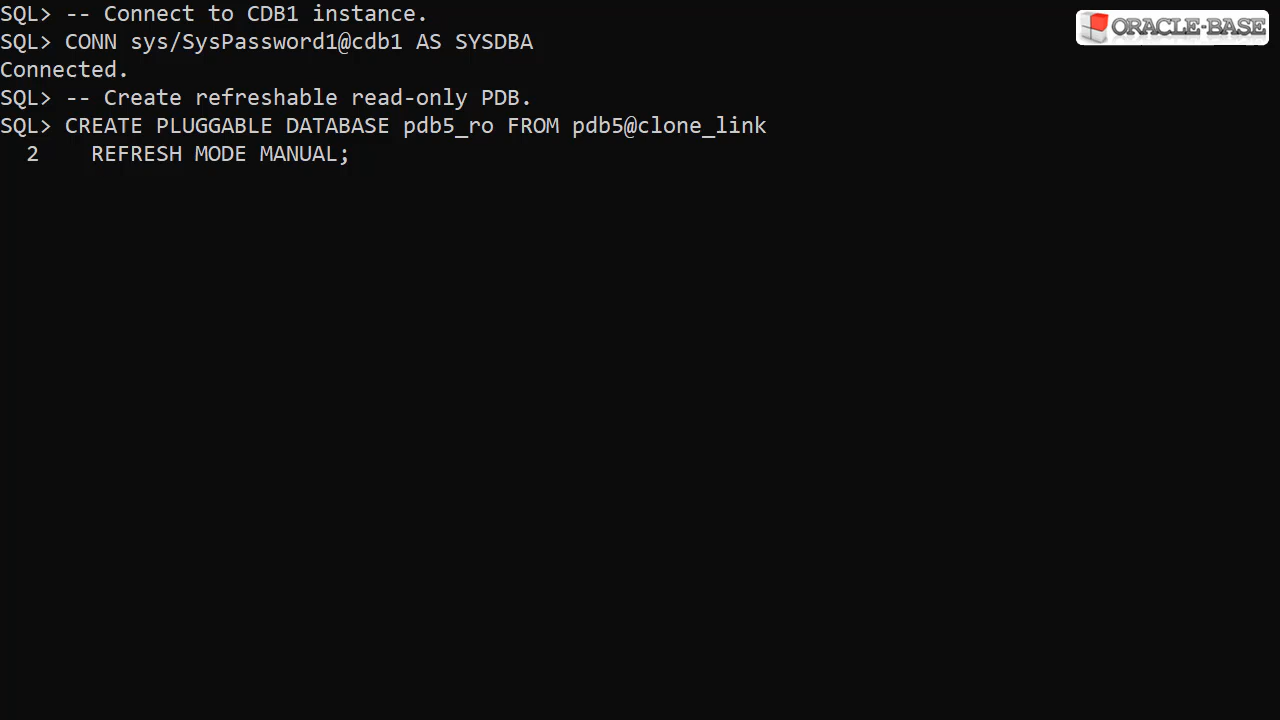 SQL> -- Connect to CDB1 instance.
SQL> CONN sys/SysPassword1@cdb1 AS SYSDBA
Connected.
SQL> -- Create refreshable read-only PDB.
SQL> CREATE PLUGGABLE DATABASE pdb5_ro FROM pdb5@clone_link
  2    REFRESH MODE MANUAL;
ORACLE-BASE